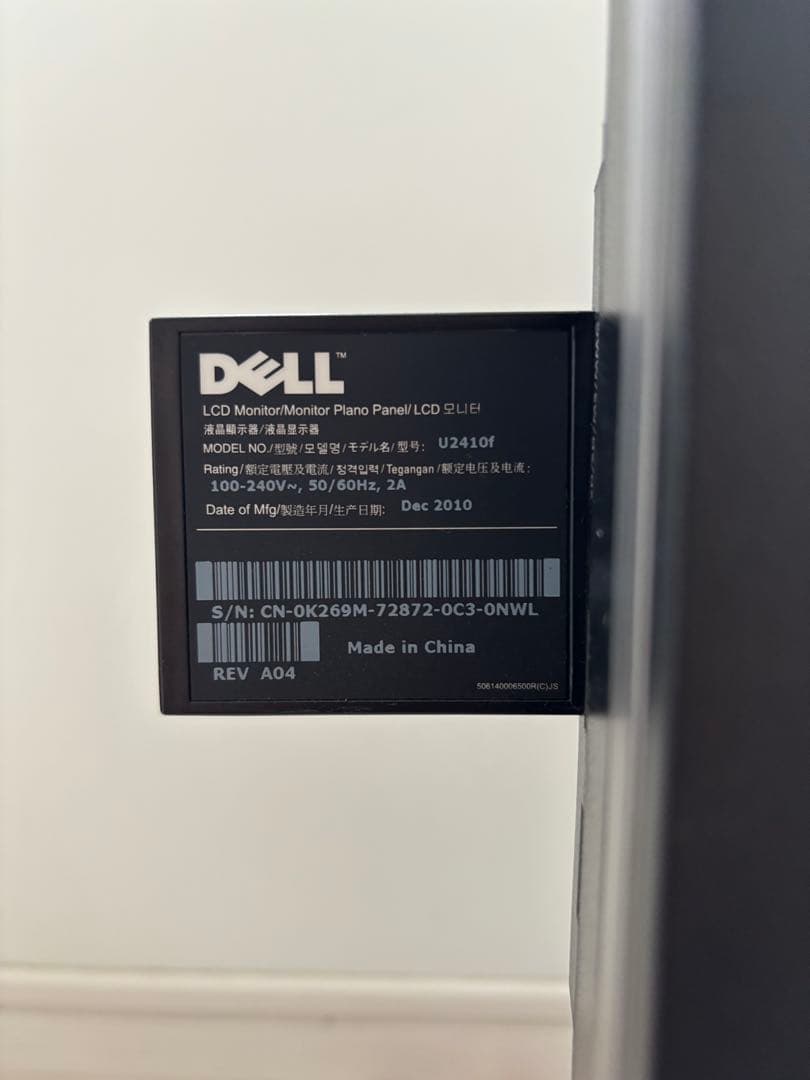 DELL™
LCD Monitor/Monitor Plano Panel/LCD 모니터
液晶顯示器/液晶显示器
MODEL NO./型號/모델명/モデル名/型号: U2410f
Rating/額定電壓及電流/정격입력/Tegangan/额定电压及电流:
100-240V~, 50/60Hz, 2A
Date of Mfg/製造年月/生产日期: Dec 2010
S/N: CN-0K269M-72872-0C3-0NWL
Made in China
REV A04
506140006500R(C)JS